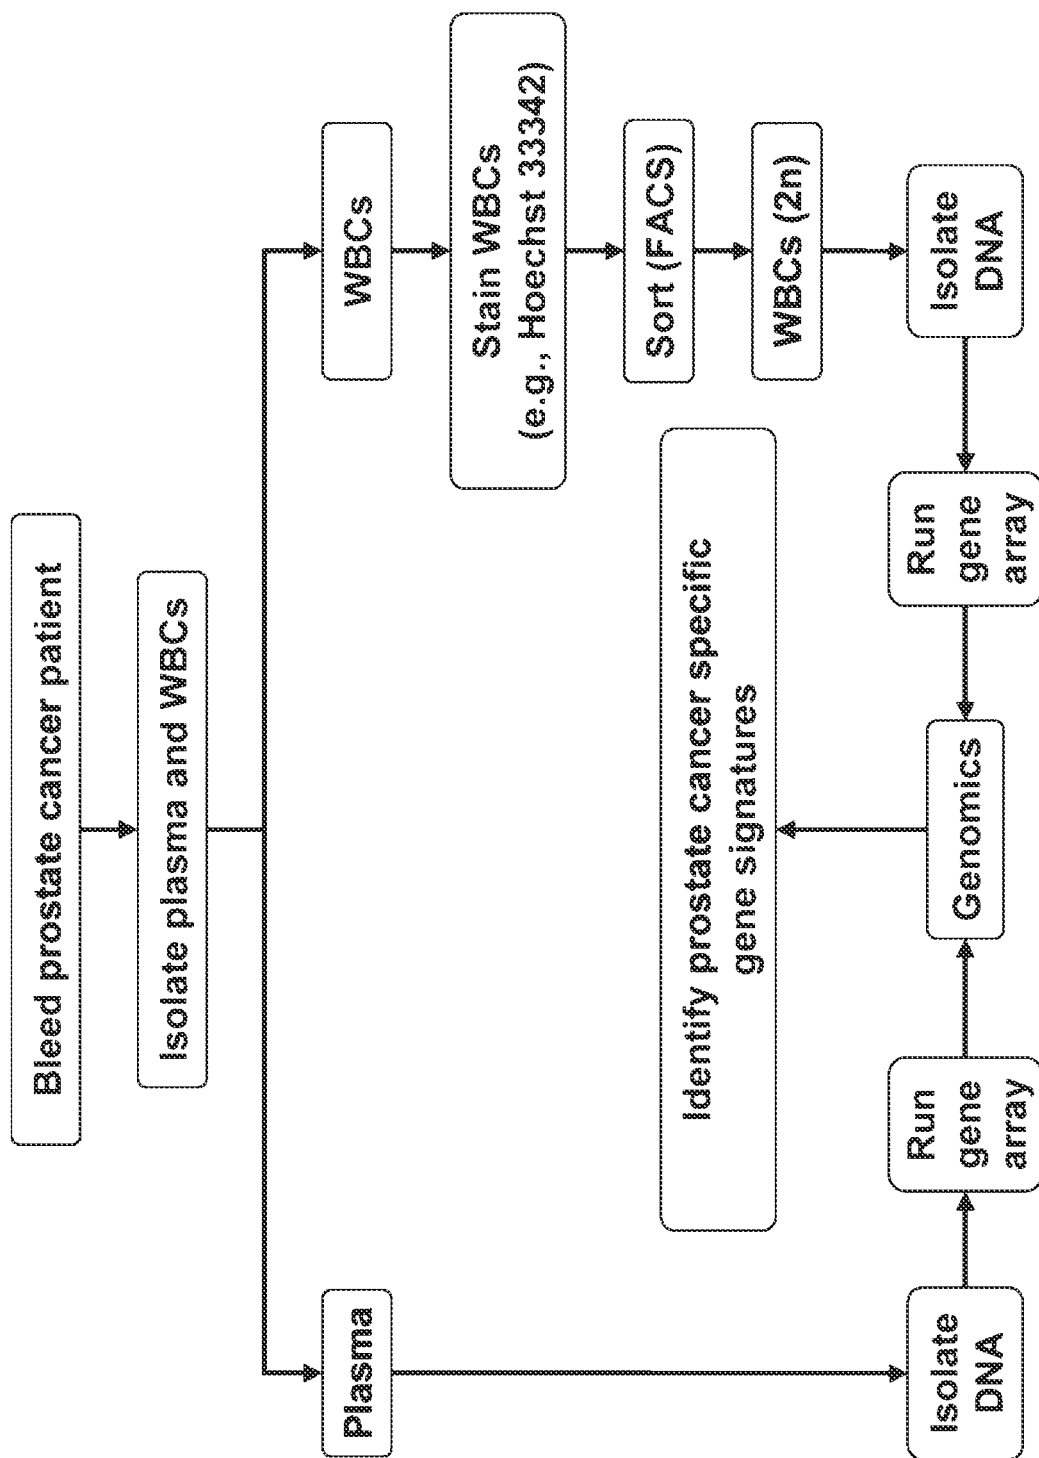 Bleed prostate cancer patient
Isolate plasma and WBCs
Plasma
WBCs
Stain WBCs
(e.g., Hoechst 33342)
Sort (FACS)
WBCs (2n)
Identify prostate cancer specific
gene signatures
Isolate
DNA
Run
gene
array
Genomics
Run
gene
array
Isolate
DNA